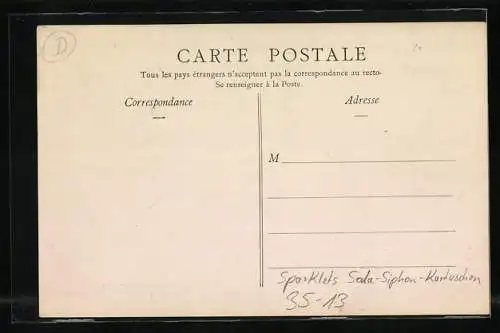 D
CARTE POSTALE
Tous les pays étrangers n'acceptent pas la correspondance au recto-
Se renseigner à la Poste.
Correspondance
Adresse
M
Sparklets Soda-Siphon-Kartuschen
35-13